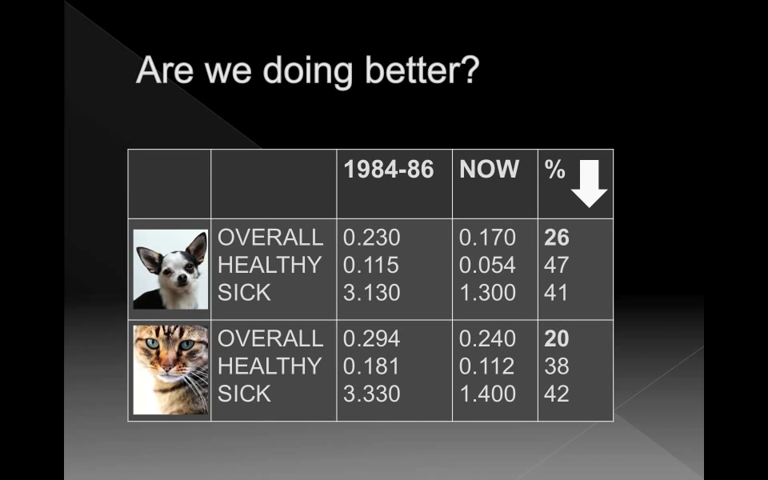 Are we doing better?
1984-86 NOW %
OVERALL 0.230 0.170 26
HEALTHY 0.115 0.054 47
SICK 3.130 1.300 41
OVERALL 0.294 0.240 20
HEALTHY 0.181 0.112 38
SICK 3.330 1.400 42